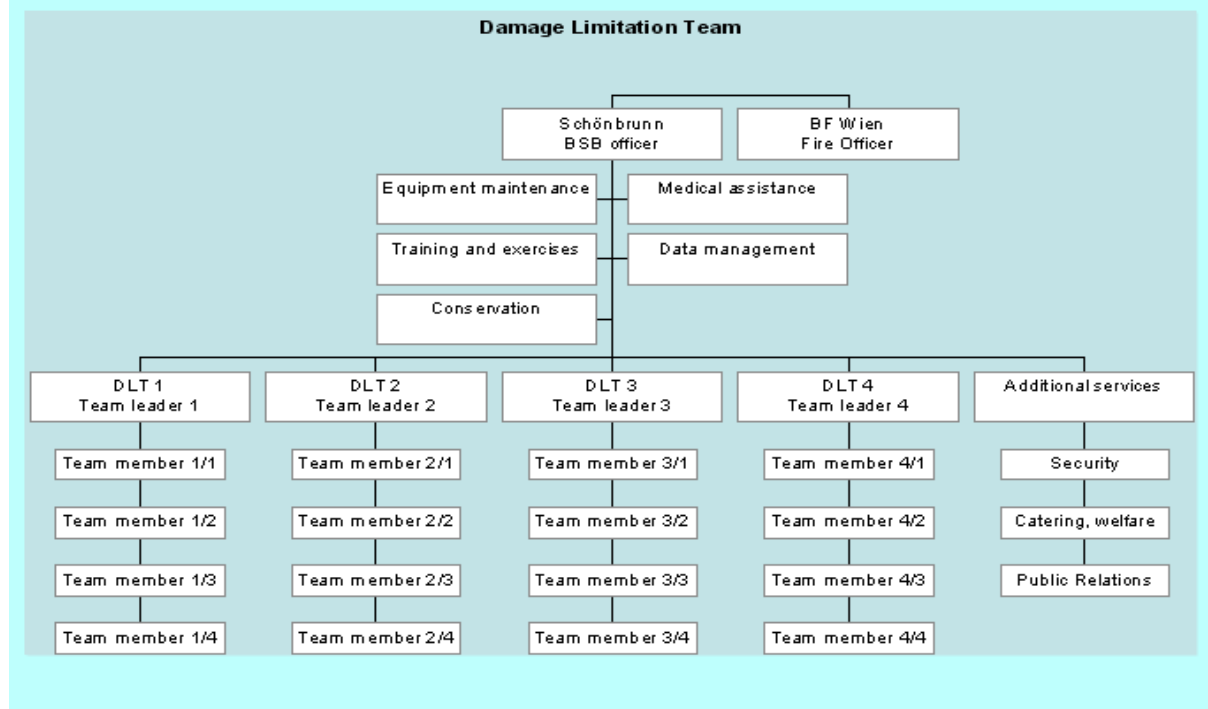 Damage Limitation Team
Schönbrunn
BSB officer
BF Wien
Fire Officer
Equipment maintenance
Medical assistance
Training and exercises
Data management
Conservation
DLT 1
Team leader 1
DLT 2
Team leader 2
DLT 3
Team leader 3
DLT 4
Team leader 4
Additional services
Team member 1/1
Team member 2/1
Team member 3/1
Team member 4/1
Security
Team member 1/2
Team member 2/2
Team member 3/2
Team member 4/2
Catering, welfare
Team member 1/3
Team member 2/3
Team member 3/3
Team member 4/3
Public Relations
Team member 1/4
Team member 2/4
Team member 3/4
Team member 4/4